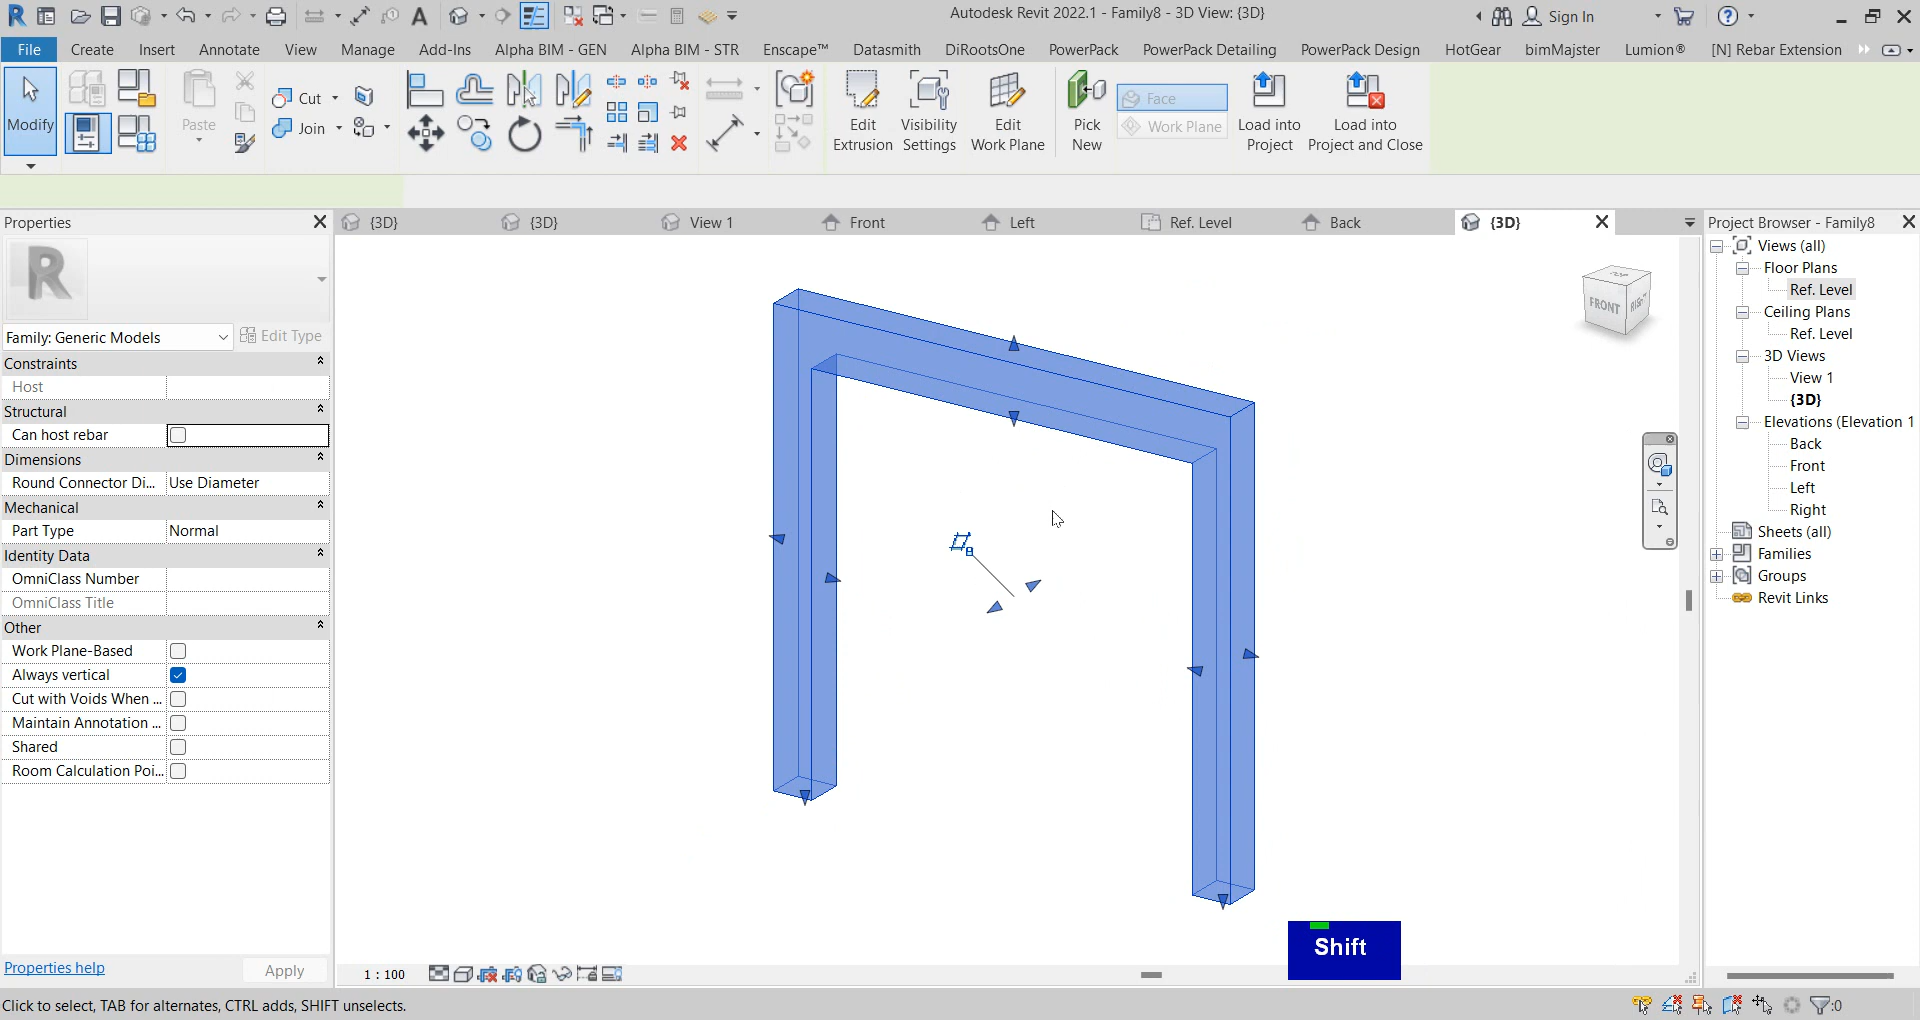 Autodesk Revit 2022.1 - Family8 - 3D View: {3D}
Sign In
File Create Insert Annotate View Manage Add-Ins Alpha BIM - GEN Alpha BIM - STR Enscape™ Datasmith DiRootsOne PowerPack PowerPack Detailing PowerPack Design HotGear bimMajster Lumion® [N] Rebar Extension
Modify
Paste
Cut
Join
Edit Extrusion
Visibility Settings
Edit Work Plane
Pick New
Face
Work Plane
Load into Project
Load into Project and Close
Properties
{3D} {3D} View 1 Front Left Ref. Level Back {3D}
Project Browser - Family8
Family: Generic Models
Edit Type
Constraints
Host
Structural
Can host rebar
Dimensions
Round Connector Di... Use Diameter
Mechanical
Part Type Normal
Identity Data
OmniClass Number
OmniClass Title
Other
Work Plane-Based
Always vertical
Cut with Voids When ...
Maintain Annotation ...
Shared
Room Calculation Poi...
Properties help
Apply
TOP
FRONT
Views (all)
Floor Plans
Ref. Level
Ceiling Plans
Ref. Level
3D Views
View 1
{3D}
Elevations (Elevation 1
Back
Front
Left
Right
Sheets (all)
Families
Groups
Revit Links
Shift
1 : 100
Click to select, TAB for alternates, CTRL adds, SHIFT unselects.
:0